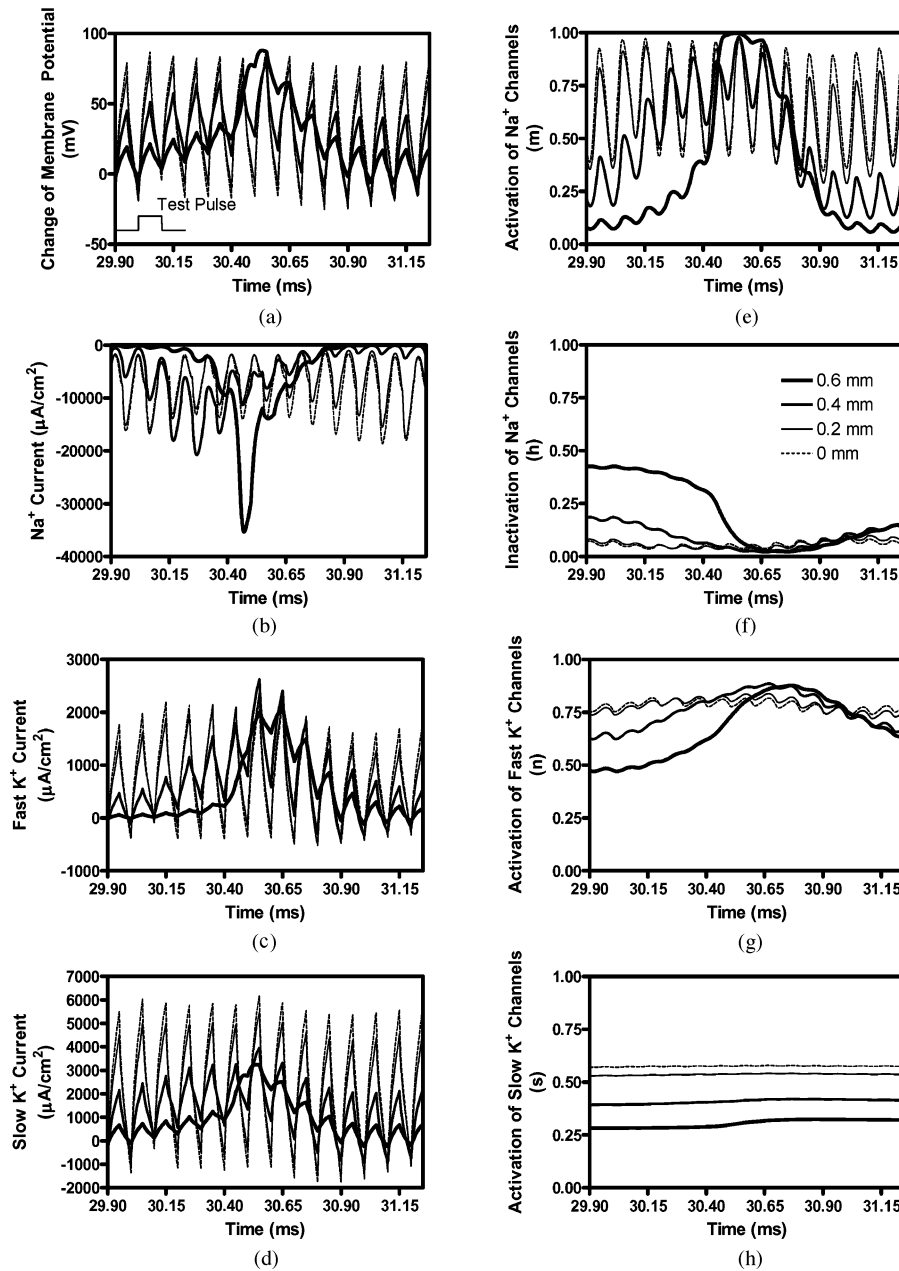 Change of Membrane Potential
(mV)
100
50
0
-50
Test Pulse
29.90 30.15 30.40 30.65 30.90 31.15
Time (ms)
(a)
Activation of Na+ Channels
(m)
1.00
0.75
0.50
0.25
0.00
29.90 30.15 30.40 30.65 30.90 31.15
Time (ms)
(e)
Na+ Current (µA/cm2)
0
-10000
-20000
-30000
-40000
29.90 30.15 30.40 30.65 30.90 31.15
Time (ms)
(b)
Inactivation of Na+ Channels
(h)
1.00
0.75
0.50
0.25
0.00
0.6 mm
0.4 mm
0.2 mm
0 mm
29.90 30.15 30.40 30.65 30.90 31.15
Time (ms)
(f)
Fast K+ Current
(µA/cm2)
3000
2000
1000
0
-1000
29.90 30.15 30.40 30.65 30.90 31.15
Time (ms)
(c)
Activation of Fast K+ Channels
(n)
1.00
0.75
0.50
0.25
0.00
29.90 30.15 30.40 30.65 30.90 31.15
Time (ms)
(g)
Slow K+ Current
(µA/cm2)
7000
6000
5000
4000
3000
2000
1000
0
-1000
-2000
29.90 30.15 30.40 30.65 30.90 31.15
Time (ms)
(d)
Activation of Slow K+ Channels
(s)
1.00
0.75
0.50
0.25
0.00
29.90 30.15 30.40 30.65 30.90 31.15
Time (ms)
(h)